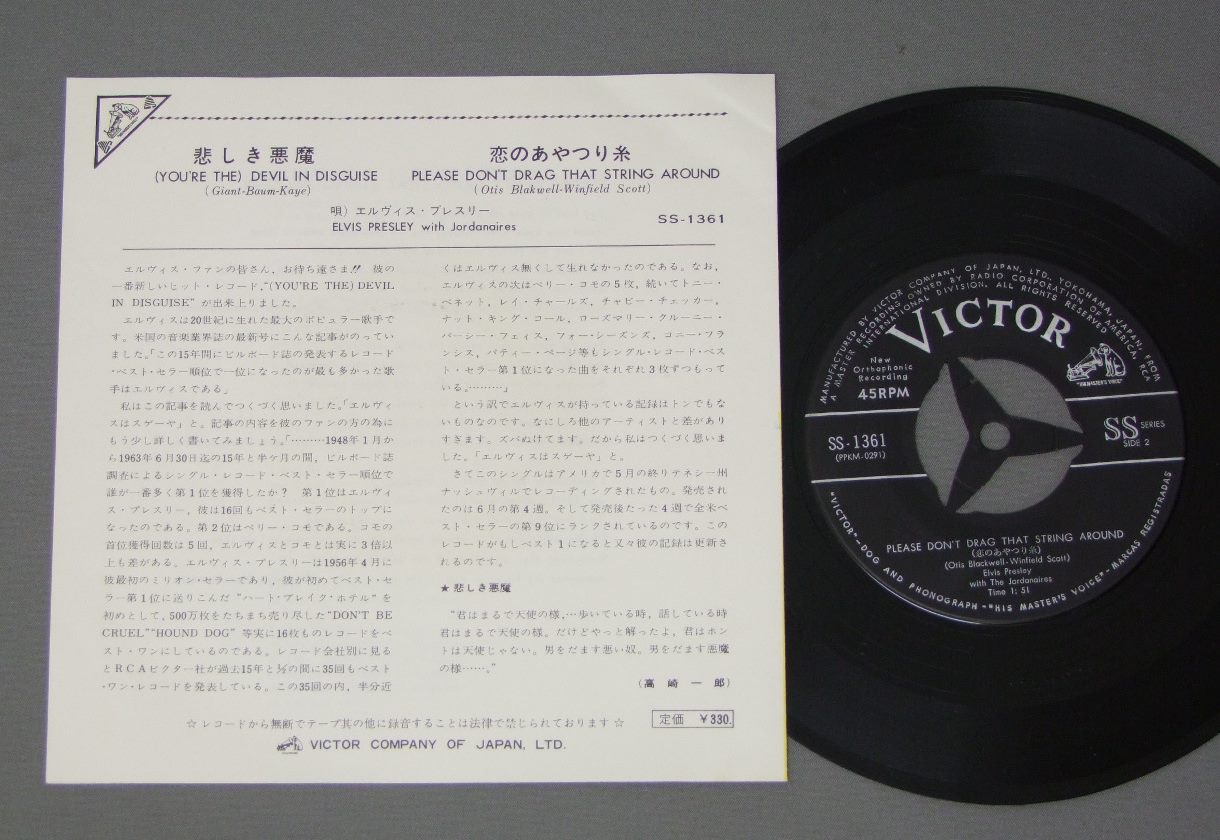 悲しき悪魔
(YOU'RE THE) DEVIL IN DISGUISE
(Giant-Baum-Kaye)
恋のあやつり糸
PLEASE DON'T DRAG THAT STRING AROUND
(Otis Blakwell-Winfield Scott)
唄) エルヴィス・プレスリー
ELVIS PRESLEY with Jordanaires
SS-1361
エルヴィス・ファンの皆さん,お待ち遠さま!! 彼の
一番新しいヒット・レコード,"(YOU'RE THE) DEVIL
IN DISGUISE" が出来上りました。
エルヴィスは20世紀に生れた最大のポピュラー歌手で
す。米国の音楽業界誌の最新号にこんな記事がのってい
ました。「この15年間にビルボード誌の発表するレコード
・ベスト・セラー順位で一位になったのが最も多かった歌
手はエルヴィスである」
私はこの記事を読んでつくづく思いました。「エルヴィ
スはスゲーヤ」と。記事の内容を彼のファンの方の為に
もう少し詳しく書いてみましょう。「………1948年1月か
ら1963年6月30日迄の15年と半ケ月の間,ビルボード誌
調査によるシングル・レコード・ベスト・セラー順位で
誰が一番多く第1位を獲得したか? 第1位はエルヴィ
ス・プレスリー,彼は16回もベスト・セラーのトップに
なったのである。第2位はペリー・コモである。コモの
首位獲得回数は5回,エルヴィスとコモとは実に3倍以
上も差がある。エルヴィス・プレスリーは1956年4月に
彼最初のミリオン・セラーであり,彼が初めてベスト・セ
ラー第1位に送りこんだ "ハート・ブレイク・ホテル" を
初めとして,500万枚をたちまち売り尽した "DON'T BE
CRUEL" "HOUND DOG" 等実に16枚ものレコードをベ
スト・ワンにしているのである。レコード会社別に見る
とRCAビクター社が過去15年と½の間に35回もベスト
・ワン・レコードを発表している。この35回の内,半分近
くはエルヴィス無くして生れなかったのである。なお,
エルヴィスの次はペリー・コモの5枚,続いてトニー・
ベネット,レイ・チャールズ,チャビー・チェッカー,
ナット・キング・コール,ローズマリー・クルーニー・
パーシー・フェイス,フォー・シーズンズ,コニー・フラ
ンシス,パティー・ページ等もシングル・レコード・ベス
ト・セラー第1位になった曲をそれぞれ3枚ずつもって
いる。………」
という訳でエルヴィスが持っている記録はトンでもな
いものなのです。なにしろ他のアーティストと差があり
すぎます。ズバぬけてます。だから私はつくづく思いま
した。「エルヴィスはスゲーヤ」と。
さてこのシングルはアメリカで5月の終りテネシー州
ナッシュヴィルでレコーディングされたもの。発売され
たのは6月の第4週。そして発売後たった4週で全米ベ
スト・セラーの第9位にランクされているのです。この
レコードがもしベスト1になると又々彼の記録は更新さ
れるのです。
★悲しき悪魔
"君はまるで天使の様,…歩いている時,話している時
君はまるで天使の様。だけどやっと解ったよ,君はホン
トは天使じゃない。男をだます悪い奴。男をだます悪魔
の様……。"
(高崎一郎)
☆レコードから無断でテープ其の他に録音することは法律で禁じられております☆
定価 ¥330.
VICTOR COMPANY OF JAPAN, LTD.
MANUFACTURED BY VICTOR COMPANY OF JAPAN, LTD., YOKOHAMA, JAPAN, FROM
A MASTER RECORDING OWNED BY RADIO CORPORATION OF AMERICA, RCA
INTERNATIONAL DIVISION, ALL RIGHTS RESERVED
VICTOR
New
Orthophonic
Recording
45RPM
"HIS MASTER'S VOICE"
SS-1361
(PPKM-0291)
SS SERIES
SIDE 2
PLEASE DON'T DRAG THAT STRING AROUND
(恋のあやつり糸)
(Otis Blackwell-Winfield Scott)
Elvis Presley
with The Jordanaires
Time 1: 51
"VICTOR"–DOG AND PHONOGRAPH–"HIS MASTER'S VOICE"–MARCAS REGISTRADAS